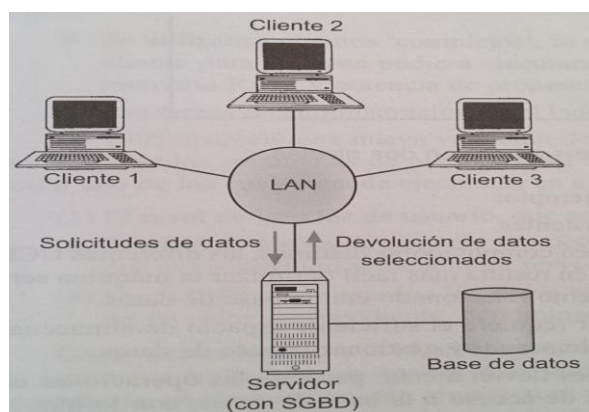 Cliente 2
Cliente 1
LAN
Cliente 3
Solicitudes de datos
Devolución de datos
seleccionados
Servidor
(con SGBD)
Base de datos